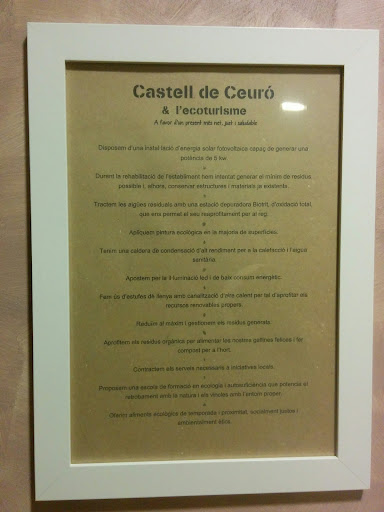 Castell de Ceuró
& l'ecoturisme
A favor d'un present més net, just i saludable
Disposem d'una instal·lació d'energia solar fotovoltaica capaç de generar una
potència de 5 kw.
Durant la rehabilitació de l'establiment hem intentat generar el mínim de residus
possible i, alhora, conservar estructures i materials ja existents.
Tractem les aigües residuals amb una estació depuradora Biotrit, d'oxidació total,
que ens permet el seu reaprofitament per al reg.
Apliquem pintura ecològica en la majoria de superfícies.
Tenim una caldera de condensació d'alt rendiment per a la calefacció i l'aigua
sanitària.
Apostem per la il·luminació led i de baix consum energètic.
Fem ús d'estufes de llenya amb canalització d'aire calent per tal d'aprofitar els
recursos renovables propers.
Reduïm al màxim i gestionem els residus generats.
Aprofitem els residus orgànics per alimentar les nostres gallines felices i fer
compost per a l'hort.
Contractem els serveis necessaris a iniciatives locals.
Proposem una escola de formació en ecologia i autosuficiència que potencia el
retrobament amb la natura i els vincles amb l'entorn proper.
Oferim aliments ecològics de temporada i proximitat, socialment justos i
ambientalment ètics.